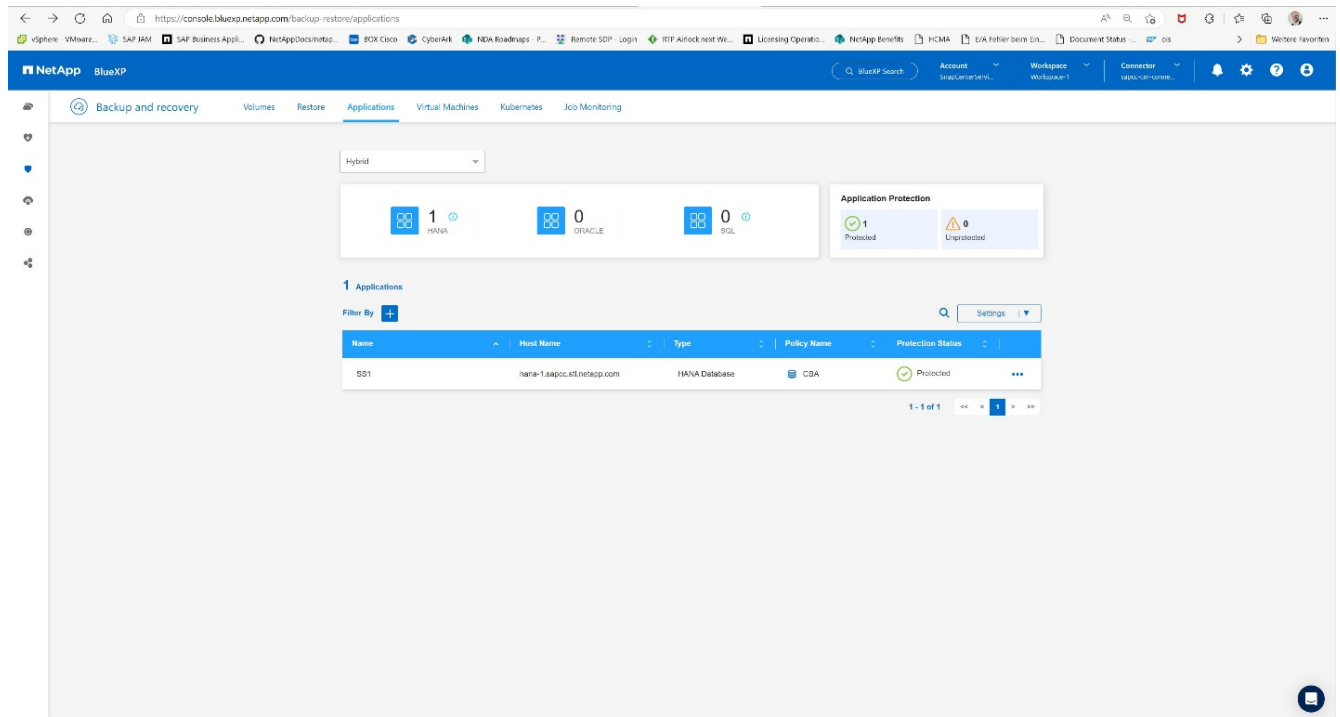 https://console.bluexp.netapp.com/backup-restore/applications
vSphere - VMware... SAP JAM SAP Business Appli... NetAppDocs/netap... BOX Cisco CyberArk NDA Roadmaps - P... Remote SDP - Login RTP Airlock.next We... Licensing Operatio... NetApp Benefits HCMA E/A Fehler beim Ein... Document Status -... ois Weitere Favoriten
NetApp BlueXP
BlueXP Search
Account
SnapCenterServi...
Workspace
Workspace-1
Connector
Backup and recovery Volumes Restore Applications Virtual Machines Kubernetes Job Monitoring
Hybrid
1
HANA
0
ORACLE
0
SQL
Application Protection
1
Protected
0
Unprotected
1 Applications
Filter By
Settings
Name Host Name Type Policy Name Protection Status
SS1 hana-1.sapcc.stl.netapp.com HANA Database CBA Protected
1 - 1 of 1 << < 1 > >>